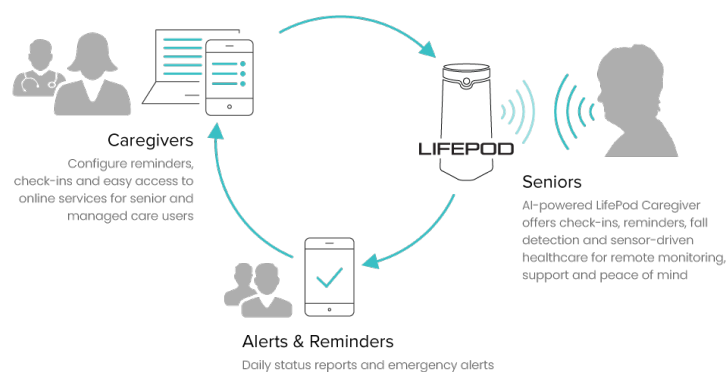 Caregivers
Configure reminders,
check-ins and easy access to
online services for senior and
managed care users
LIFEPOD
Seniors
AI-powered LifePod Caregiver
offers check-ins, reminders, fall
detection and sensor-driven
healthcare for remote monitoring,
support and peace of mind
Alerts & Reminders
Daily status reports and emergency alerts